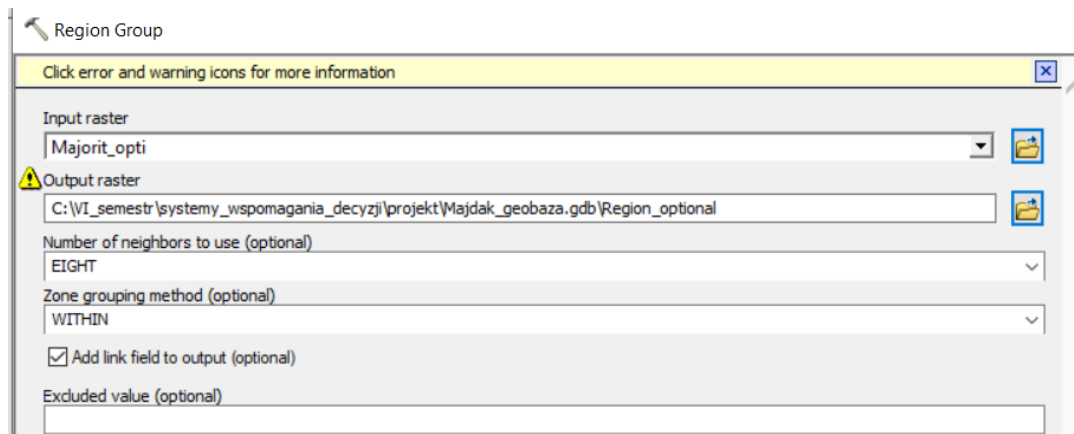 Region Group
Click error and warning icons for more information
Input raster
Majorit_opti
Output raster
C:\VI_semestr\systemy_wspomagania_decyzji\projekt\Majdak_geobaza.gdb\Region_optional
Number of neighbors to use (optional)
EIGHT
Zone grouping method (optional)
WITHIN
Add link field to output (optional)
Excluded value (optional)